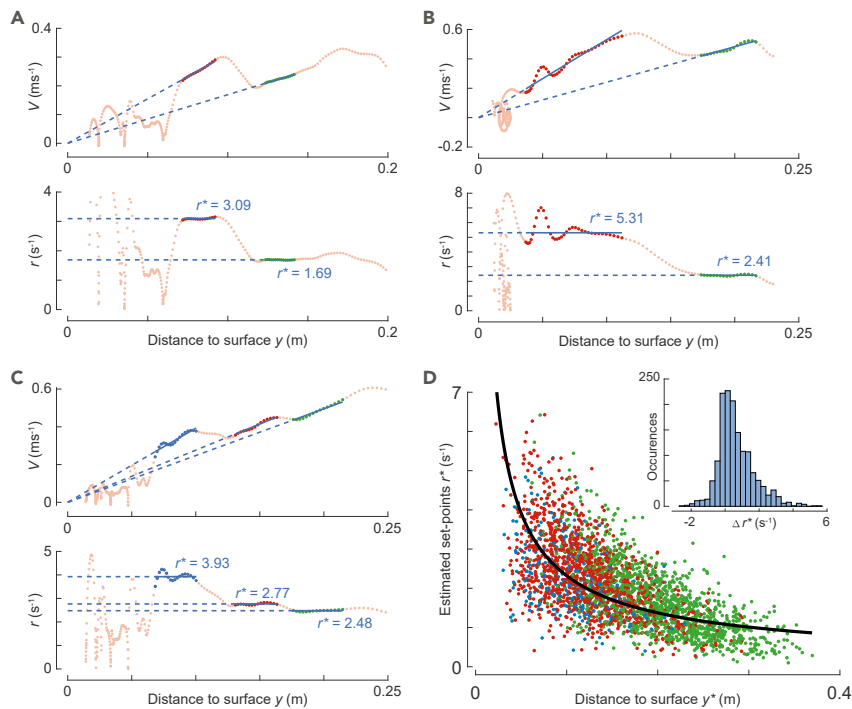 A
V (ms⁻¹)
0.4
0
0
0.2
r (s⁻¹)
4
0
r* = 3.09
r* = 1.69
0
0.2
Distance to surface y (m)
B
V (ms⁻¹)
0.6
-0.2
0
0.25
r (s⁻¹)
8
0
r* = 5.31
r* = 2.41
0
0.25
Distance to surface y (m)
C
V (ms⁻¹)
0.6
0
0
0.25
r (s⁻¹)
5
0
r* = 3.93
r* = 2.77
r* = 2.48
0
0.25
Distance to surface y (m)
D
Estimated set-points r* (s⁻¹)
7
0
0
0.4
Distance to surface y* (m)
Occurences
250
0
-2
6
Δ r* (s⁻¹)